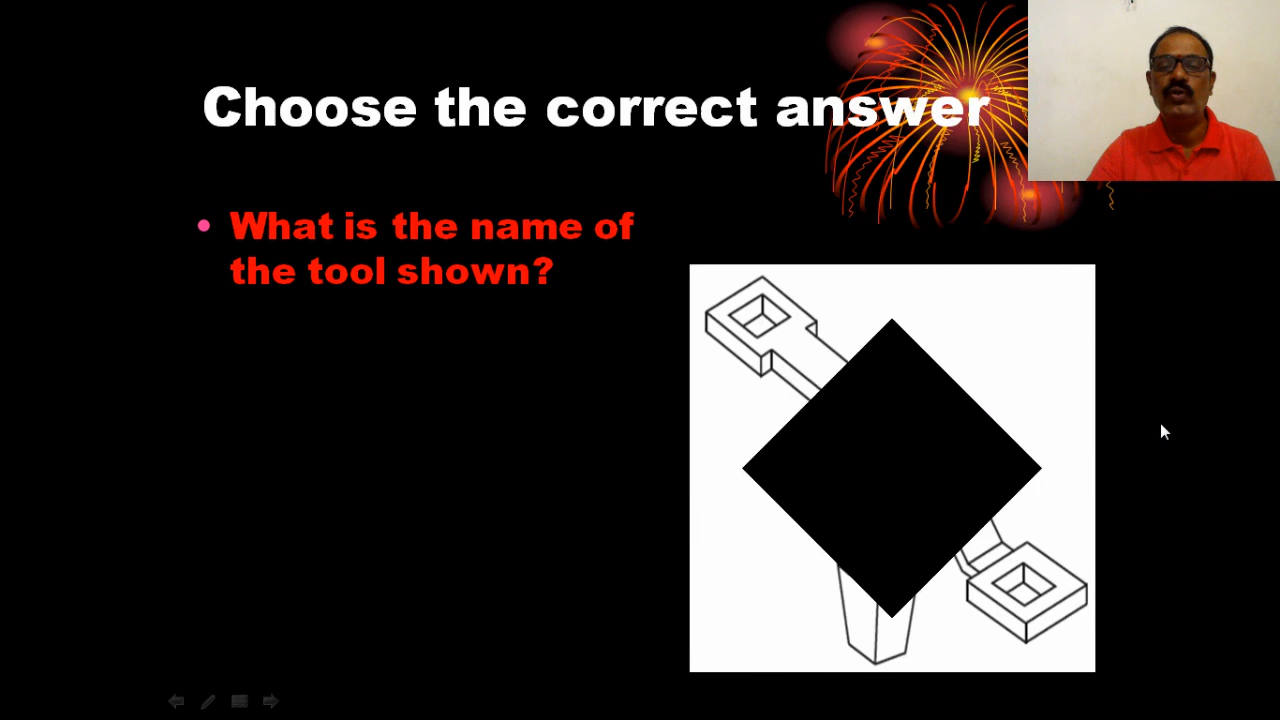 Choose the correct answer
What is the name of
the tool shown?